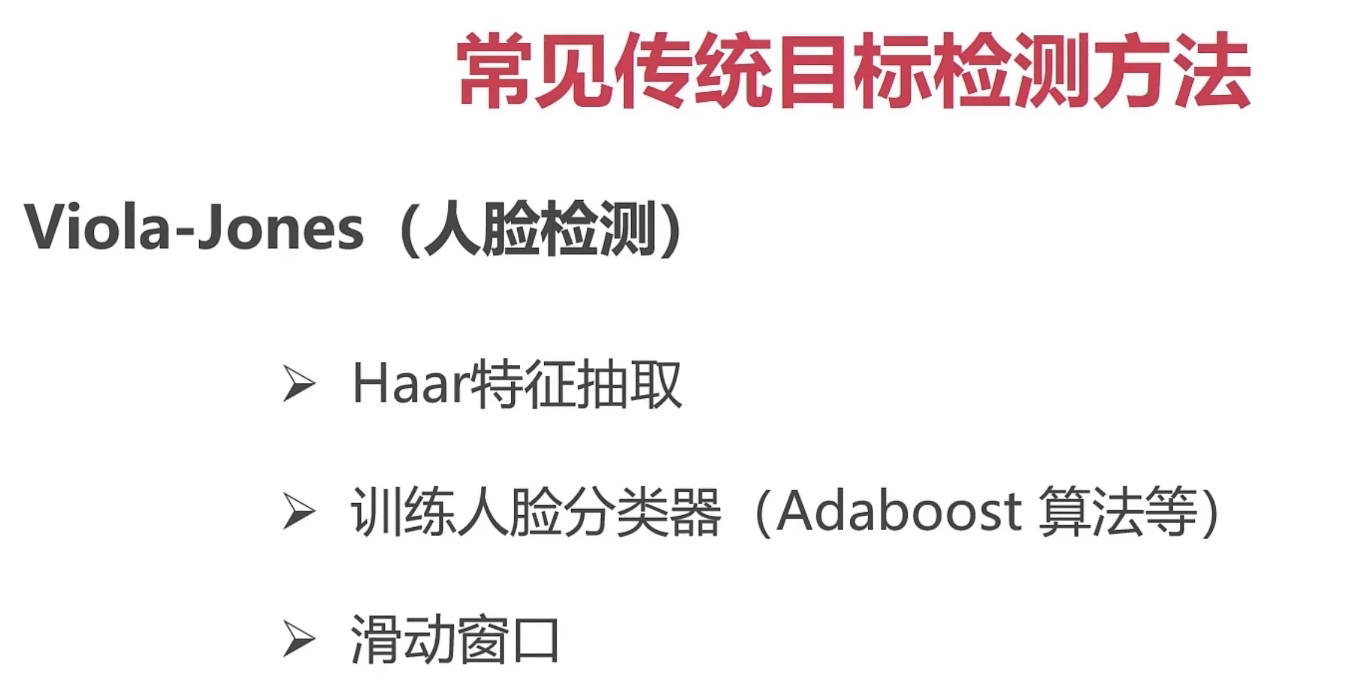 常见传统目标检测方法
Viola-Jones（人脸检测）
➢ Haar特征抽取
➢ 训练人脸分类器（Adaboost 算法等）
➢ 滑动窗口